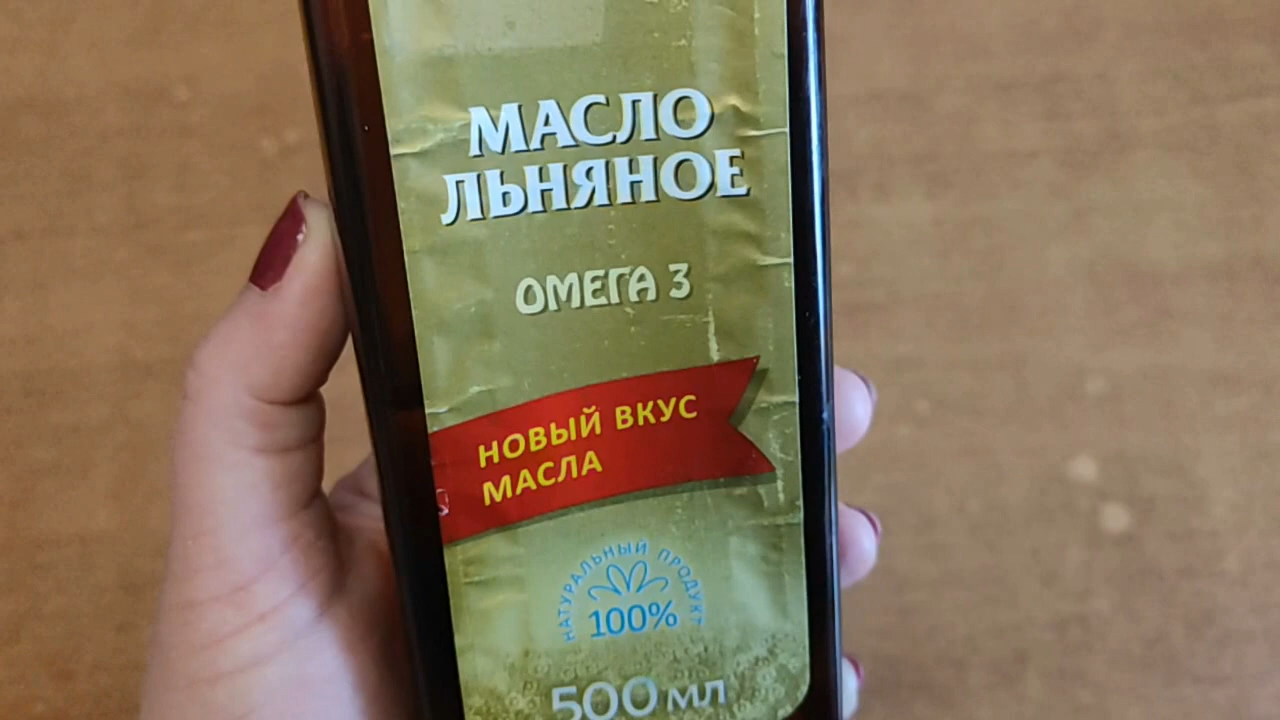 МАСЛО
ЛЬНЯНОЕ
ОМЕГА 3
НОВЫЙ ВКУС
МАСЛА
НАТУРАЛЬНЫЙ ПРОДУКТ
100%
500 МЛ